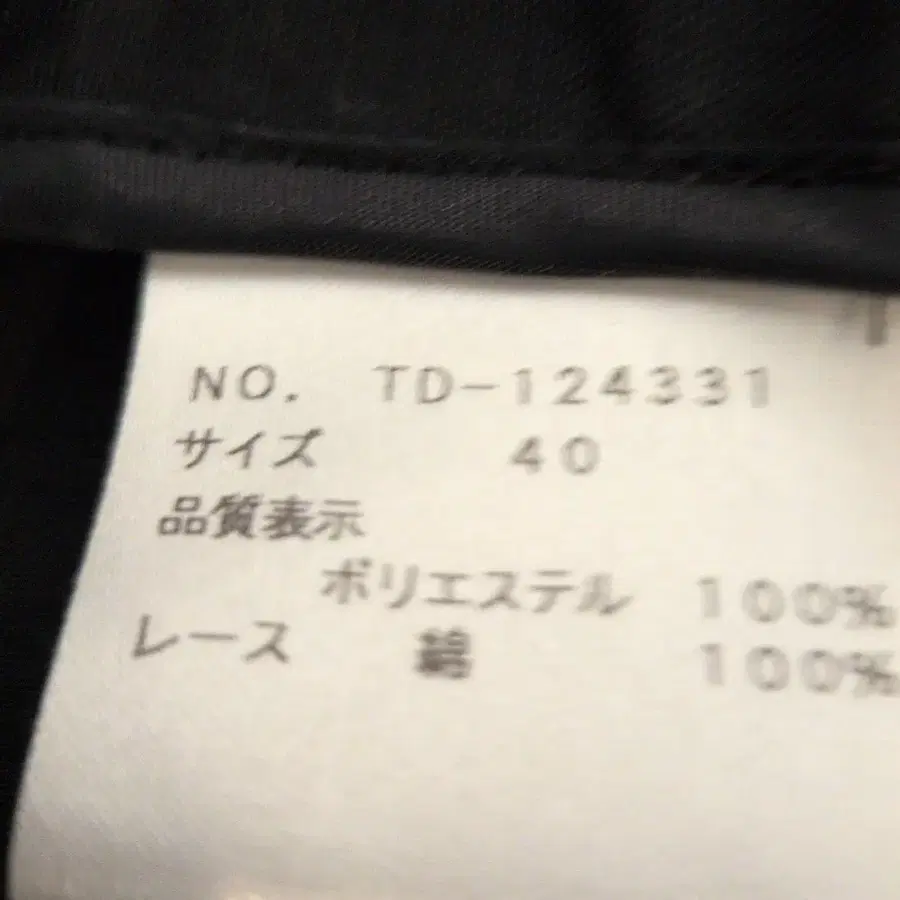 NO. TD-124331
サイズ 40
品質表示
ポリエステル 100%
レース 綿 100%